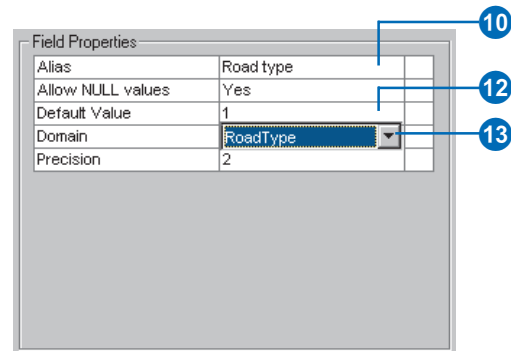 10
Field Properties
Alias Road type
Allow NULL values Yes
12
Default Value 1
Domain RoadType
13
Precision 2